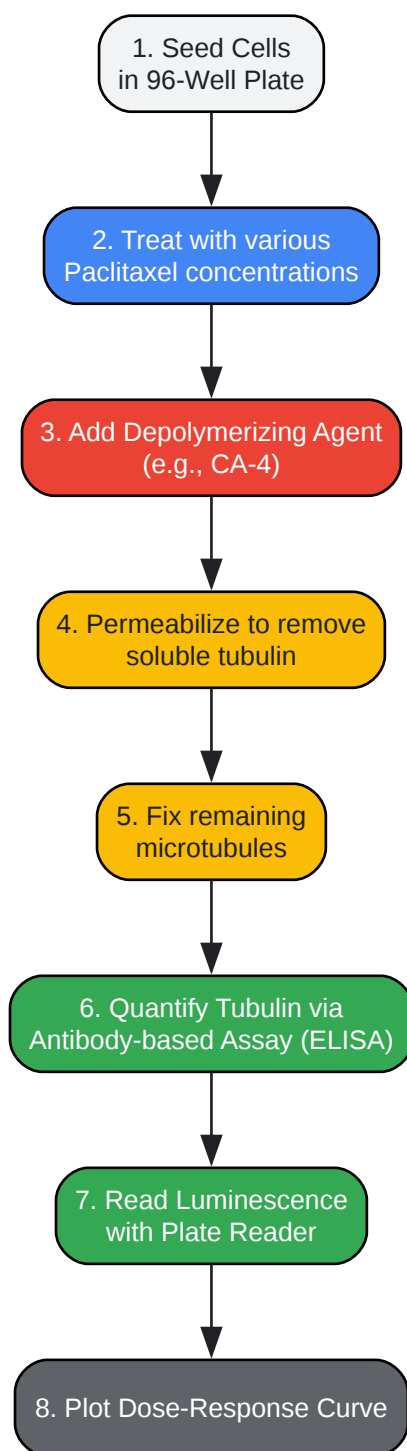 1. Seed Cells
in 96-Well Plate
2. Treat with various
Paclitaxel concentrations
3. Add Depolymerizing Agent
(e.g., CA-4)
4. Permeabilize to remove
soluble tubulin
5. Fix remaining
microtubules
6. Quantify Tubulin via
Antibody-based Assay (ELISA)
7. Read Luminescence
with Plate Reader
8. Plot Dose-Response Curve